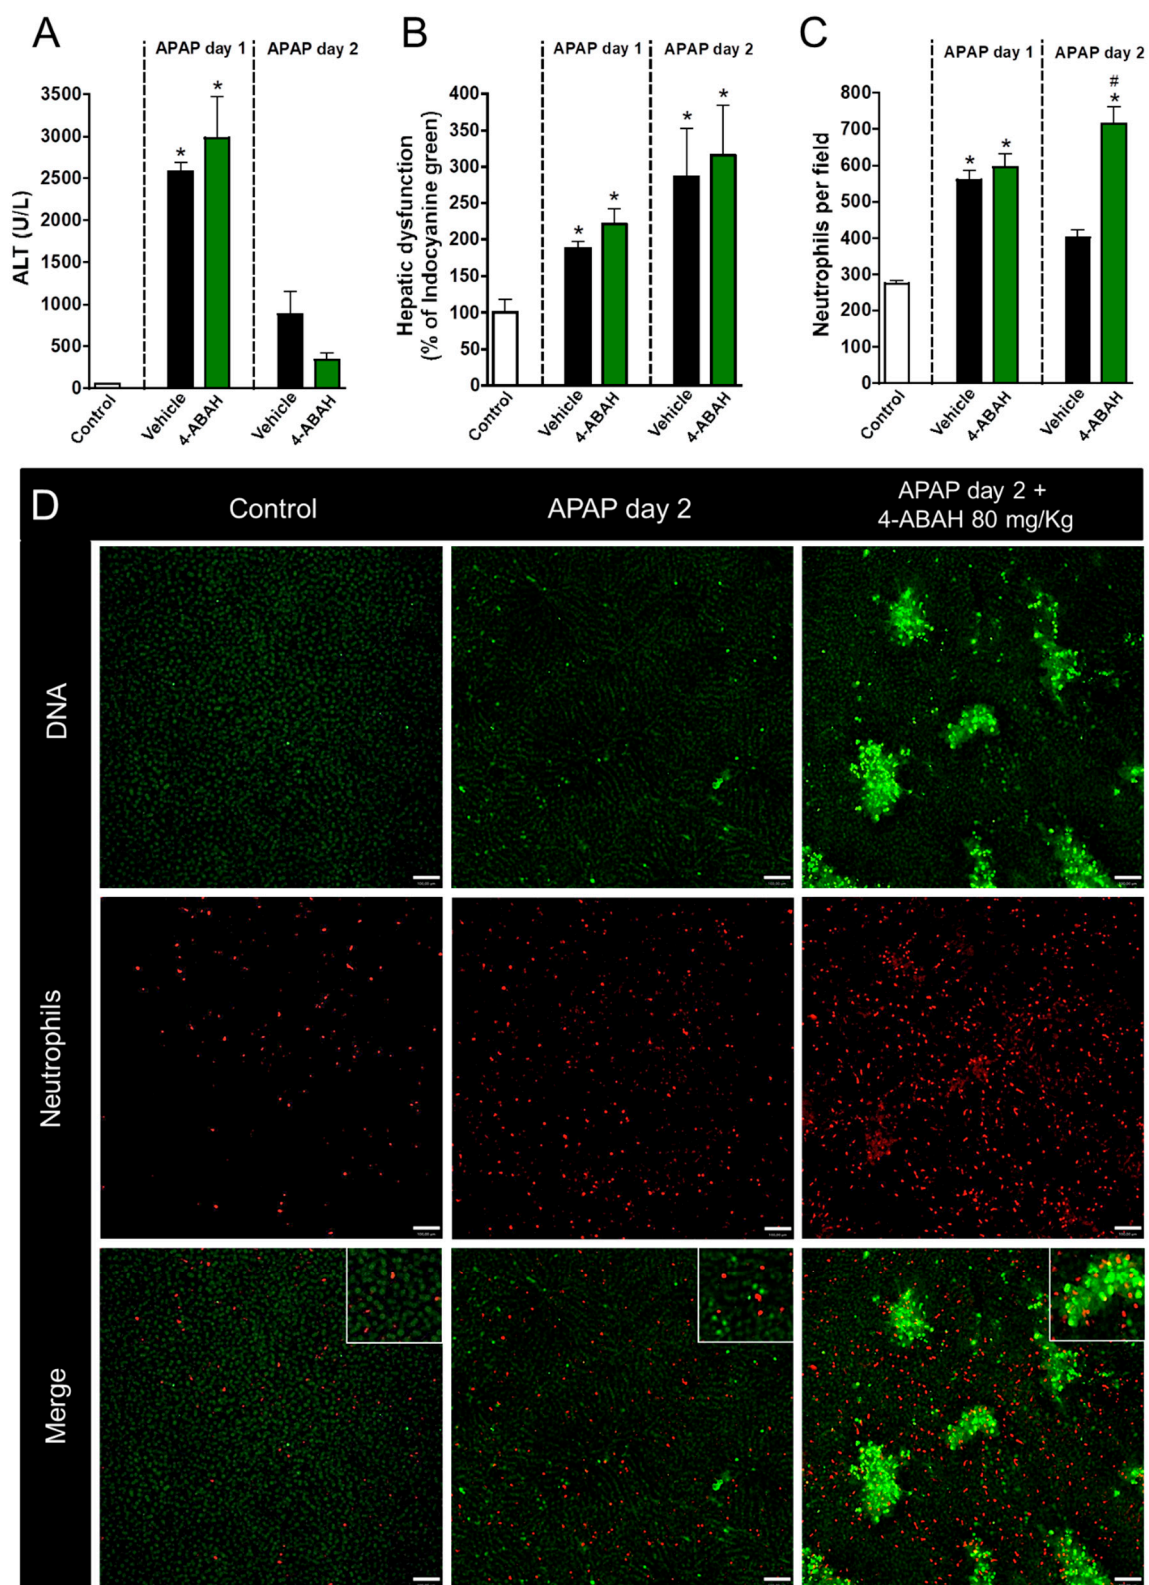 A
APAP day 1
APAP day 2
ALT (U/L)
3500
3000
2500
2000
1500
1000
500
0
*
*
Control
Vehicle
4-ABAH
Vehicle
4-ABAH
B
APAP day 1
APAP day 2
Hepatic dysfunction
(% of Indocyanine green)
400
350
300
250
200
150
100
50
0
*
*
*
*
Control
Vehicle
4-ABAH
Vehicle
4-ABAH
C
APAP day 1
APAP day 2
Neutrophils per field
800
700
600
500
400
300
200
100
0
*
*
#
*
Control
Vehicle
4-ABAH
Vehicle
4-ABAH
D
Control
APAP day 2
APAP day 2 +
4-ABAH 80 mg/Kg
DNA
Neutrophils
Merge